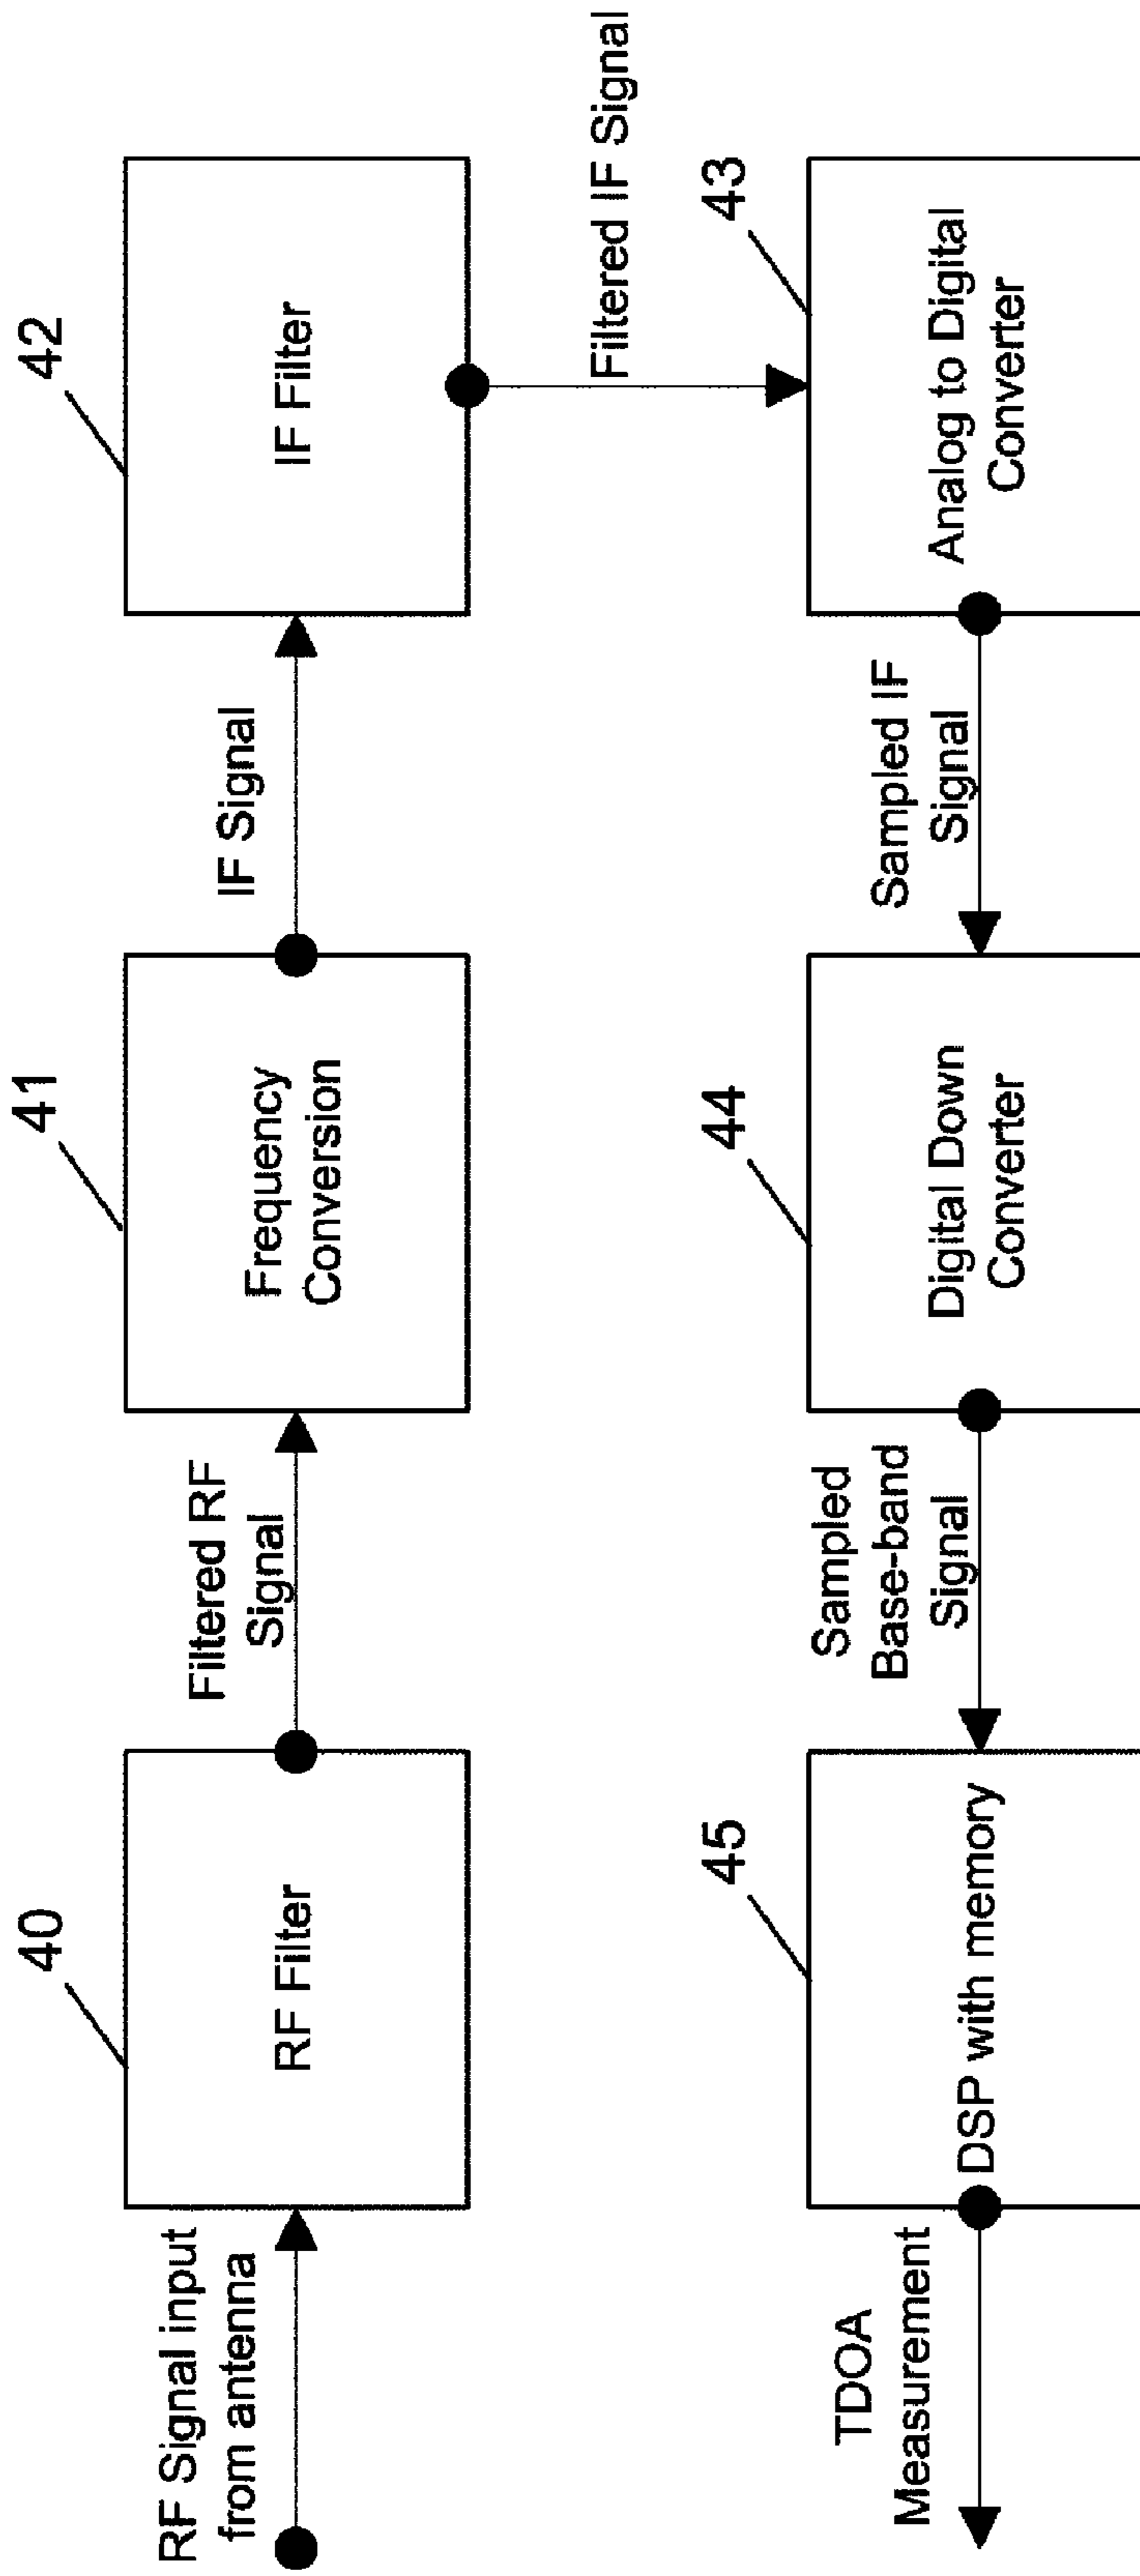 RF Signal input
from antenna
40
RF Filter
Filtered RF
Signal
41
Frequency
Conversion
IF Signal
42
IF Filter
Filtered IF Signal
43
Analog to Digital
Converter
Sampled IF
Signal
44
Digital Down
Converter
Sampled
Base-band
Signal
45
DSP with memory
TDOA
Measurement